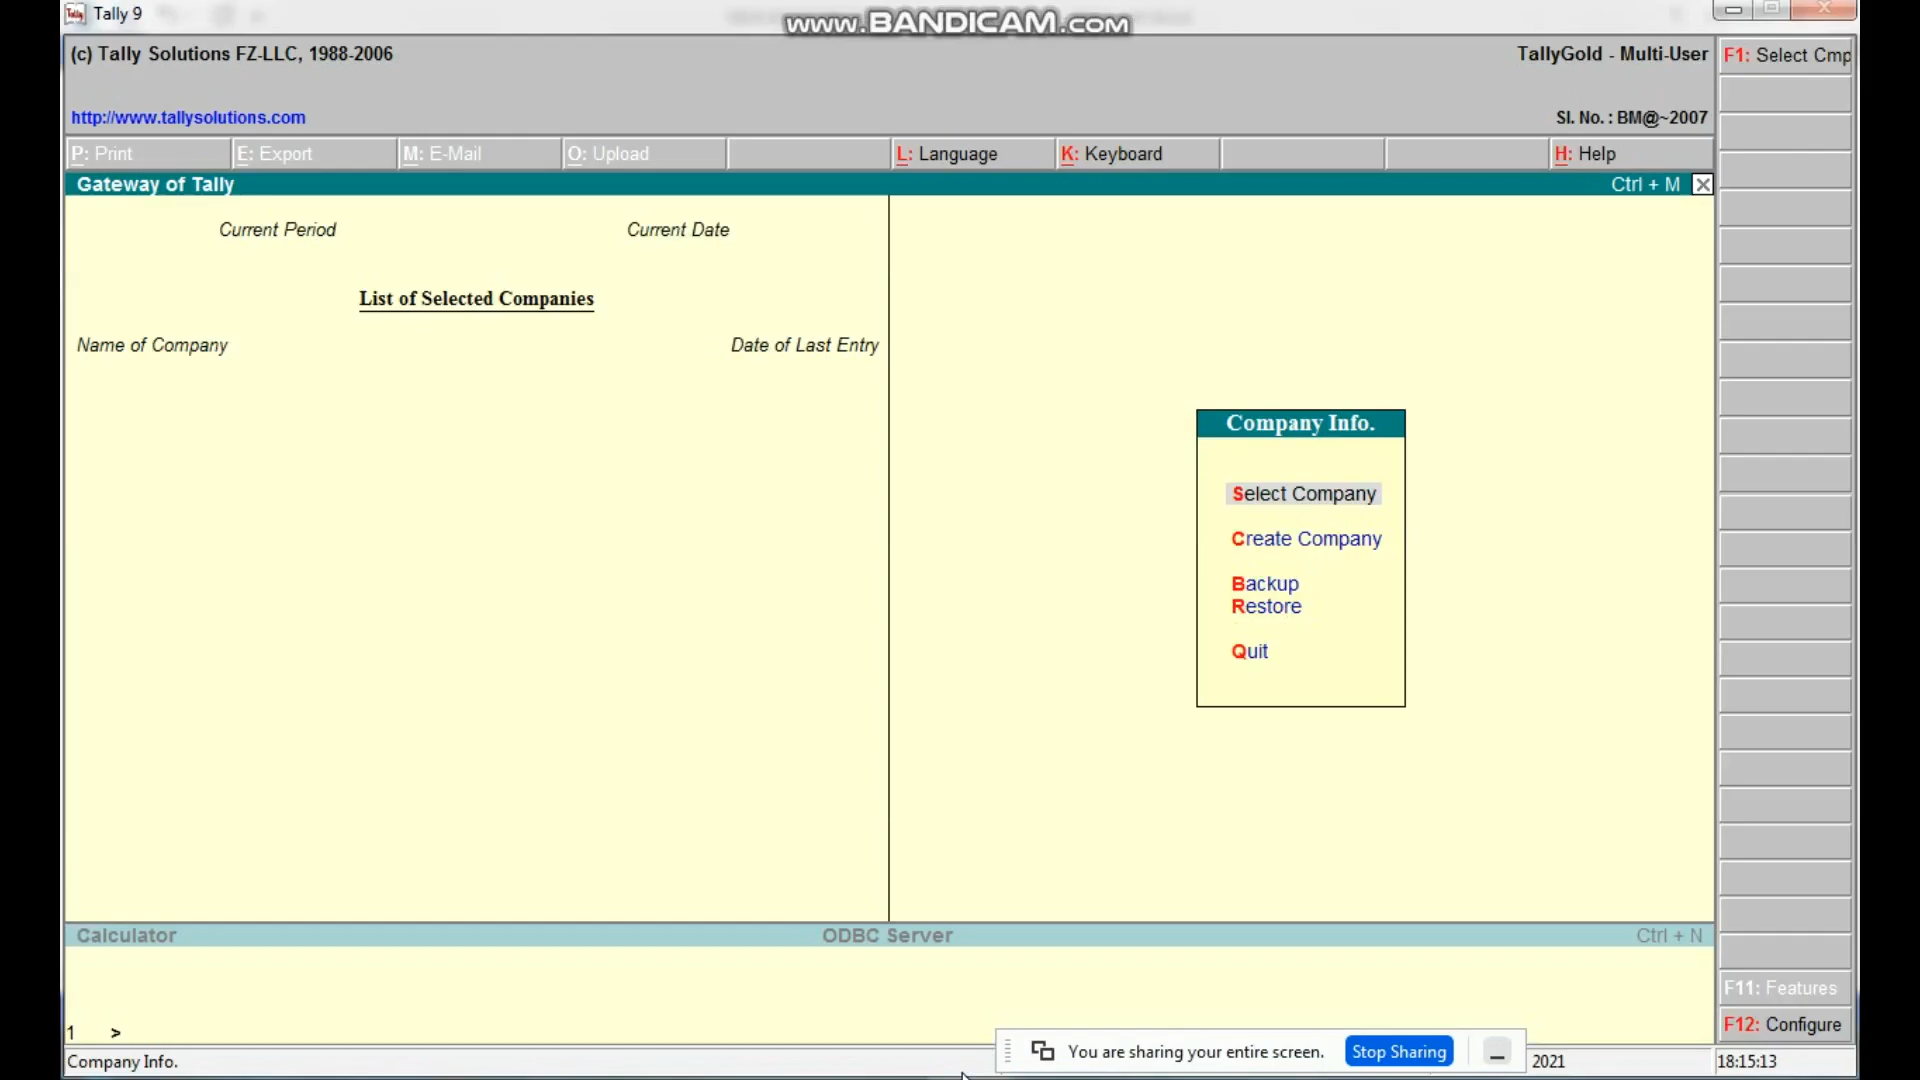 Tally 9
www.BANDICAM.com
(c) Tally Solutions FZ-LLC, 1988-2006
TallyGold - Multi-User
F1: Select Cmp
http://www.tallysolutions.com
Sl. No. : BM@~2007
P: Print
E: Export
M: E-Mail
O: Upload
L: Language
K: Keyboard
H: Help
Gateway of Tally
Ctrl + M
Current Period
Current Date
List of Selected Companies
Name of Company
Date of Last Entry
Company Info.
Select Company
Create Company
Backup
Restore
Quit
Calculator
ODBC Server
Ctrl + N
F11: Features
1 >
F12: Configure
Company Info.
You are sharing your entire screen.
Stop Sharing
2021
18:15:13